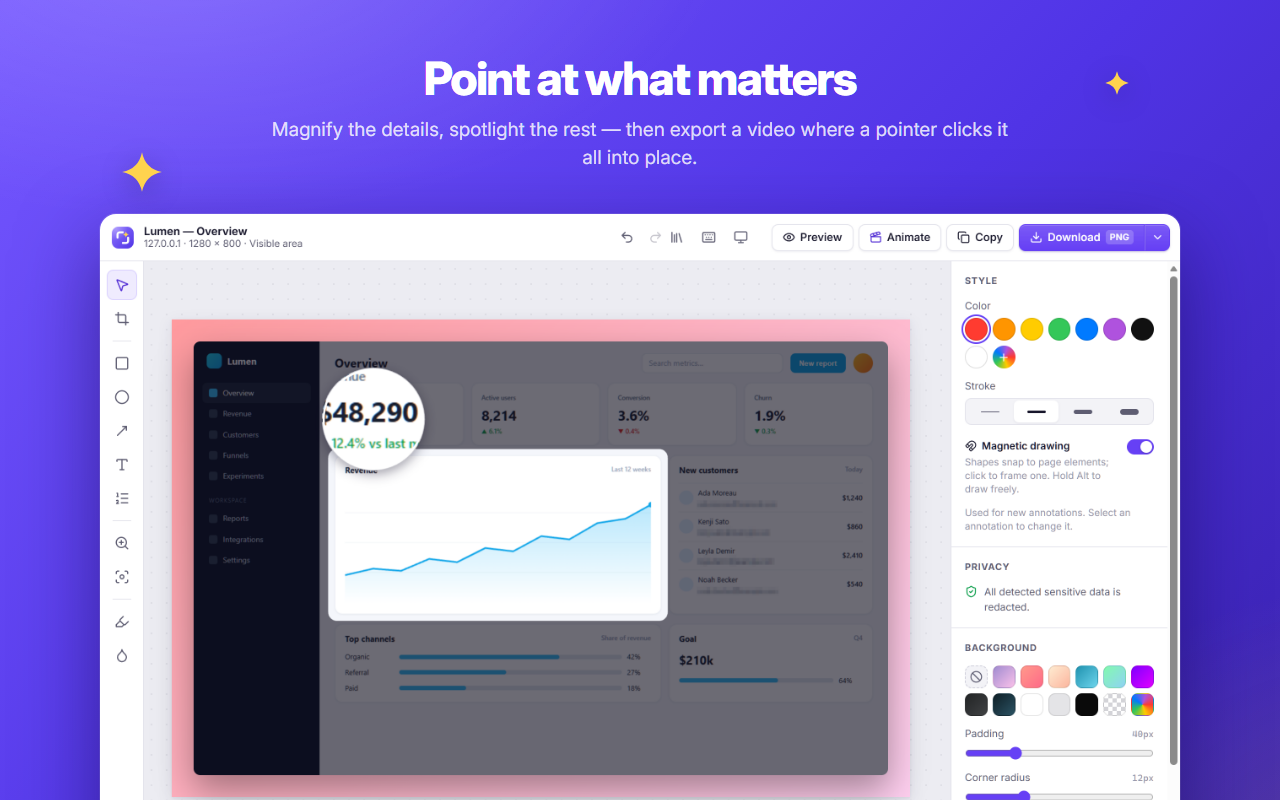 Point at what matters
Magnify the details, spotlight the rest — then export a video where a pointer clicks it
all into place.
Lumen — Overview
127.0.0.1 · 1280 × 800 · Visible area
Preview
Animate
Copy
Download PNG
Lumen
Overview
Revenue
Customers
Funnels
Experiments
WORKSPACE
Reports
Integrations
Settings
Overview
Search metrics...
New report
$48,290
12.4% vs last
Active users
8,214
▲ 6.1%
Conversion
3.6%
▼ 0.4%
Churn
1.9%
▼ 0.3%
Revenue
Last 12 weeks
New customers
Today
Ada Moreau
$1,240
Kenji Sato
$860
Leyla Demir
$2,410
Noah Becker
$540
Top channels
Share of revenue
Organic
42%
Referral
27%
Paid
18%
Goal
Q4
$210k
64%
STYLE
Color
Stroke
Magnetic drawing
Shapes snap to page elements;
click to frame one. Hold Alt to
draw freely.
Used for new annotations. Select an
annotation to change it.
PRIVACY
All detected sensitive data is
redacted.
BACKGROUND
Padding
40px
Corner radius
12px